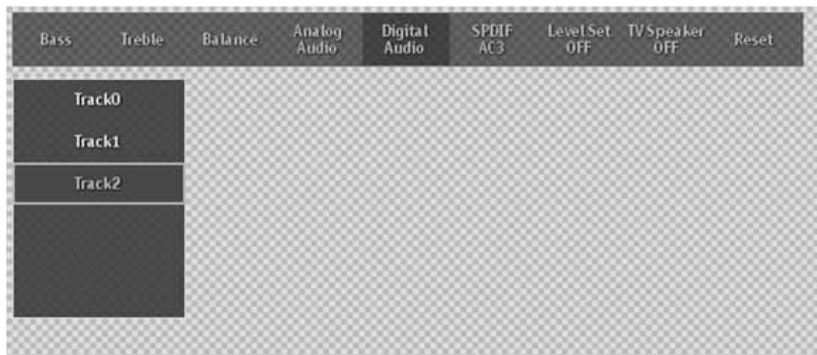 Bass
Treble
Balance
Analog
Audio
Digital
Audio
SPDIF
AC3
Level Set
OFF
TV Speaker
OFF
Reset
Track0
Track1
Track2